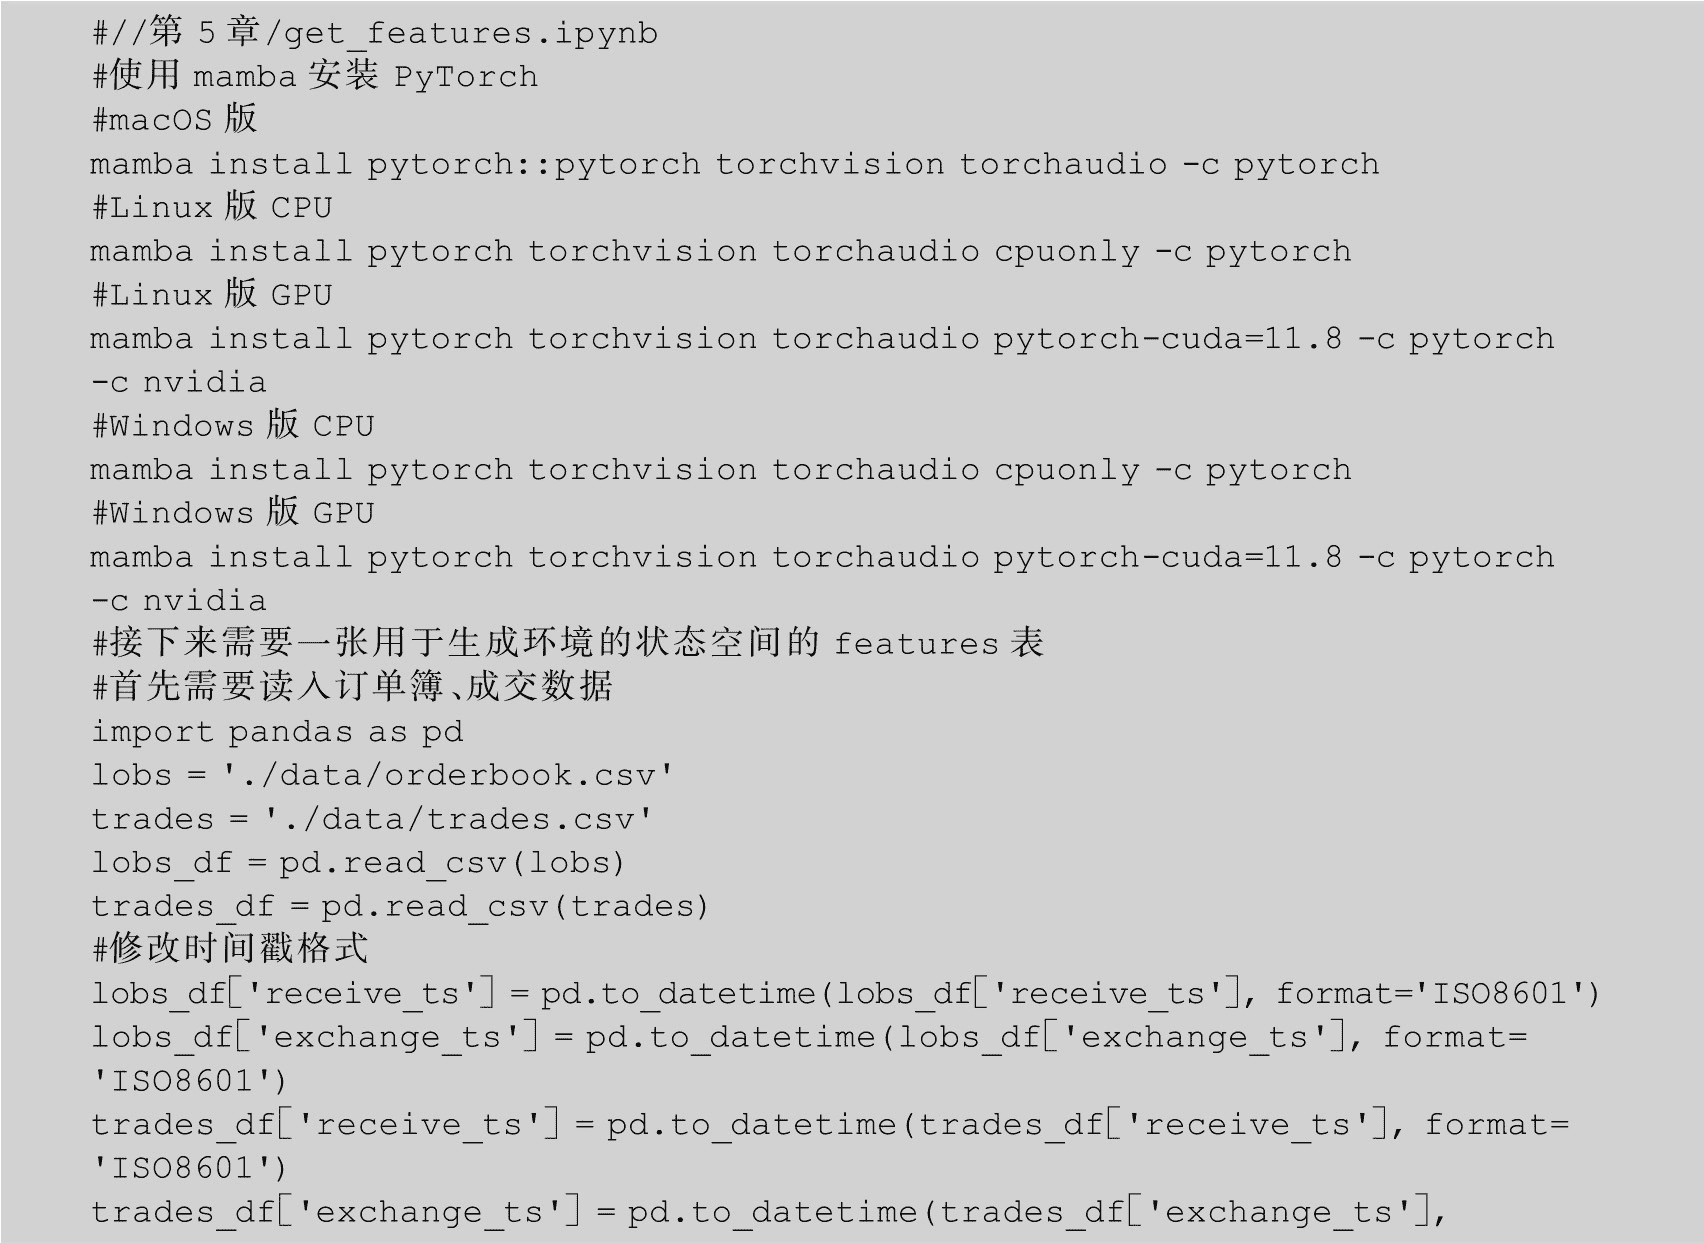 #//第 5 章/get_features.ipynb
#使用 mamba 安装 PyTorch
#macOS 版
mamba install pytorch::pytorch torchvision torchaudio -c pytorch
#Linux 版 CPU
mamba install pytorch torchvision torchaudio cpuonly -c pytorch
#Linux 版 GPU
mamba install pytorch torchvision torchaudio pytorch-cuda=11.8 -c pytorch
-c nvidia
#Windows 版 CPU
mamba install pytorch torchvision torchaudio cpuonly -c pytorch
#Windows 版 GPU
mamba install pytorch torchvision torchaudio pytorch-cuda=11.8 -c pytorch
-c nvidia
#接下来需要一张用于生成环境的状态空间的 features 表
#首先需要读入订单簿、成交数据
import pandas as pd
lobs = './data/orderbook.csv'
trades = './data/trades.csv'
lobs_df = pd.read_csv(lobs)
trades_df = pd.read_csv(trades)
#修改时间戳格式
lobs_df['receive_ts'] = pd.to_datetime(lobs_df['receive_ts'], format='ISO8601')
lobs_df['exchange_ts'] = pd.to_datetime(lobs_df['exchange_ts'], format=
'ISO8601')
trades_df['receive_ts'] = pd.to_datetime(trades_df['receive_ts'], format=
'ISO8601')
trades_df['exchange_ts'] = pd.to_datetime(trades_df['exchange_ts'],